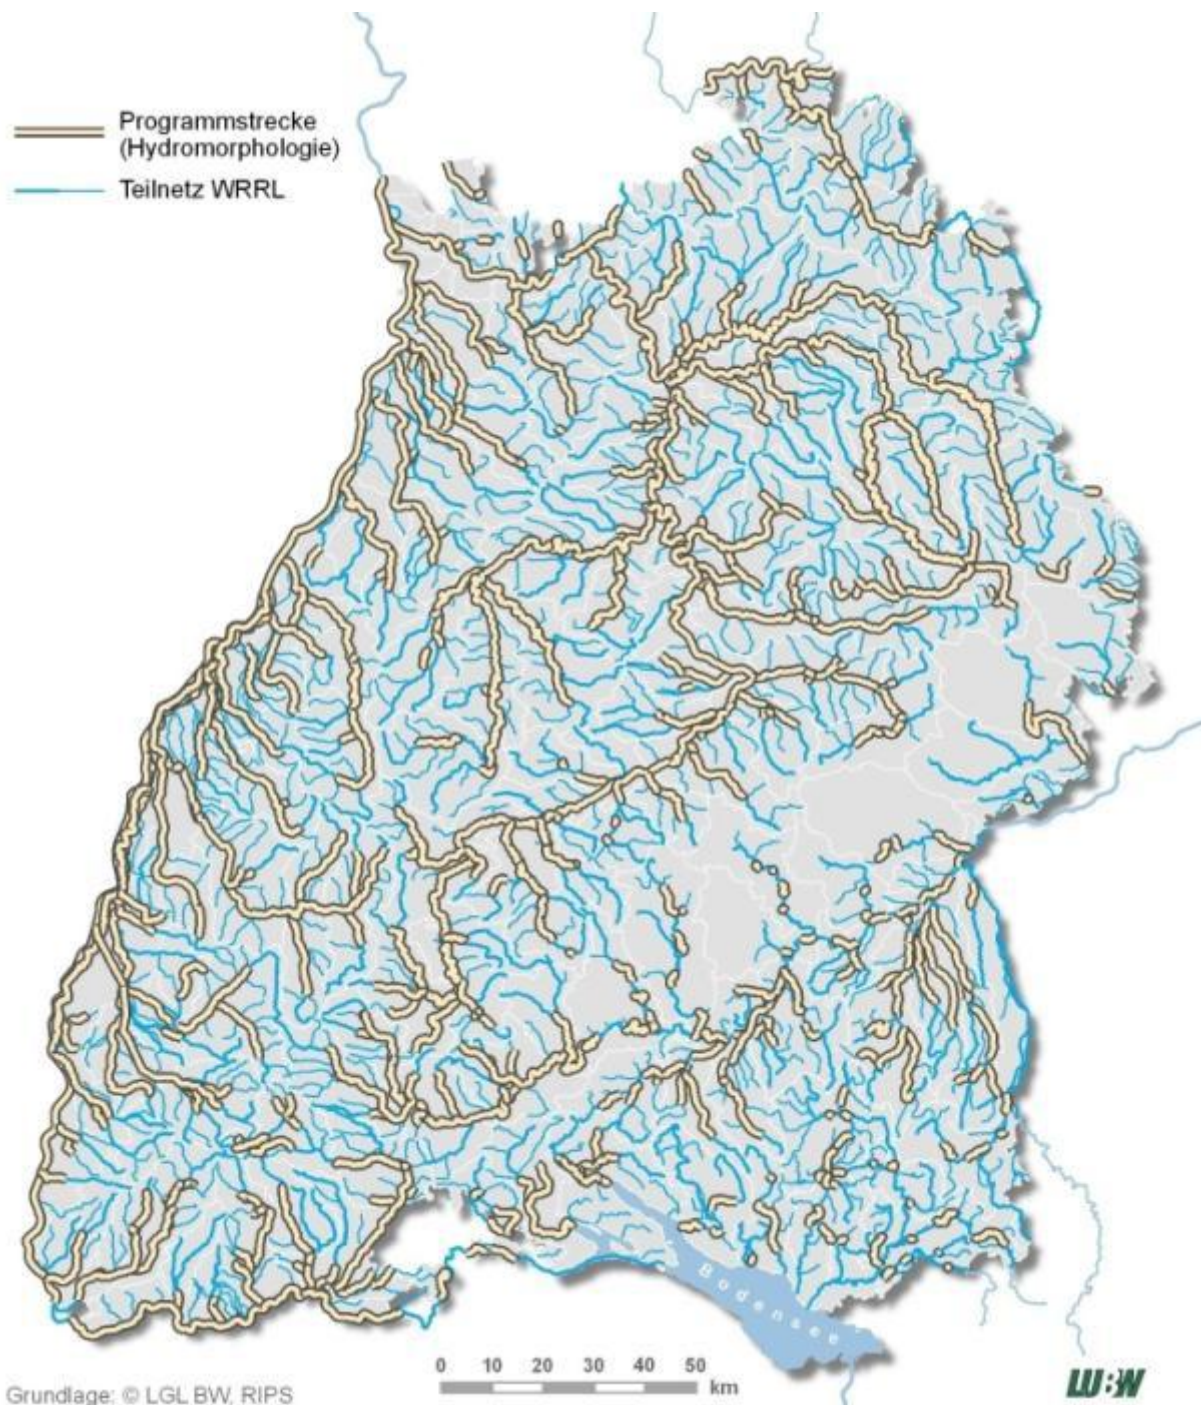 Programmstrecke
(Hydromorphologie)
Teilnetz WRRL
Bodensee
0 10 20 30 40 50
km
Grundlage: © LGL BW, RIPS
LUBW